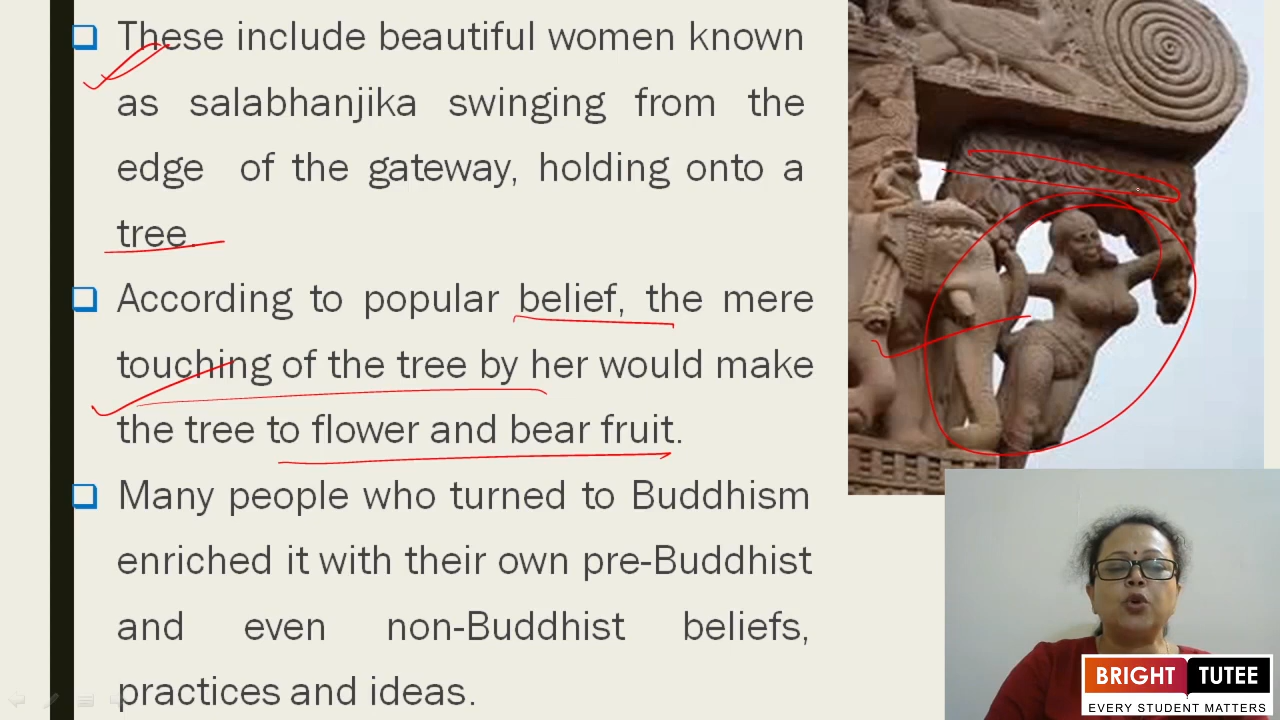 These include beautiful women known
as salabhanjika swinging from the
edge of the gateway, holding onto a
tree.
According to popular belief, the mere
touching of the tree by her would make
the tree to flower and bear fruit.
Many people who turned to Buddhism
enriched it with their own pre-Buddhist
and even non-Buddhist beliefs,
practices and ideas.
BRIGHT TUTEE
EVERY STUDENT MATTERS